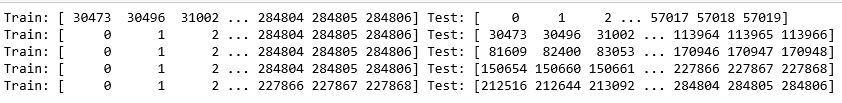 Train: [ 30473  30496  31002 ... 284804 284805 284806] Test: [    0     1     2 ... 57017 57018 57019]
Train: [     0      1      2 ... 284804 284805 284806] Test: [ 30473  30496  31002 ... 113964 113965 113966]
Train: [     0      1      2 ... 284804 284805 284806] Test: [ 81609  82400  83053 ... 170946 170947 170948]
Train: [     0      1      2 ... 284804 284805 284806] Test: [150654 150660 150661 ... 227866 227867 227868]
Train: [     0      1      2 ... 227866 227867 227868] Test: [212516 212644 213092 ... 284804 284805 284806]